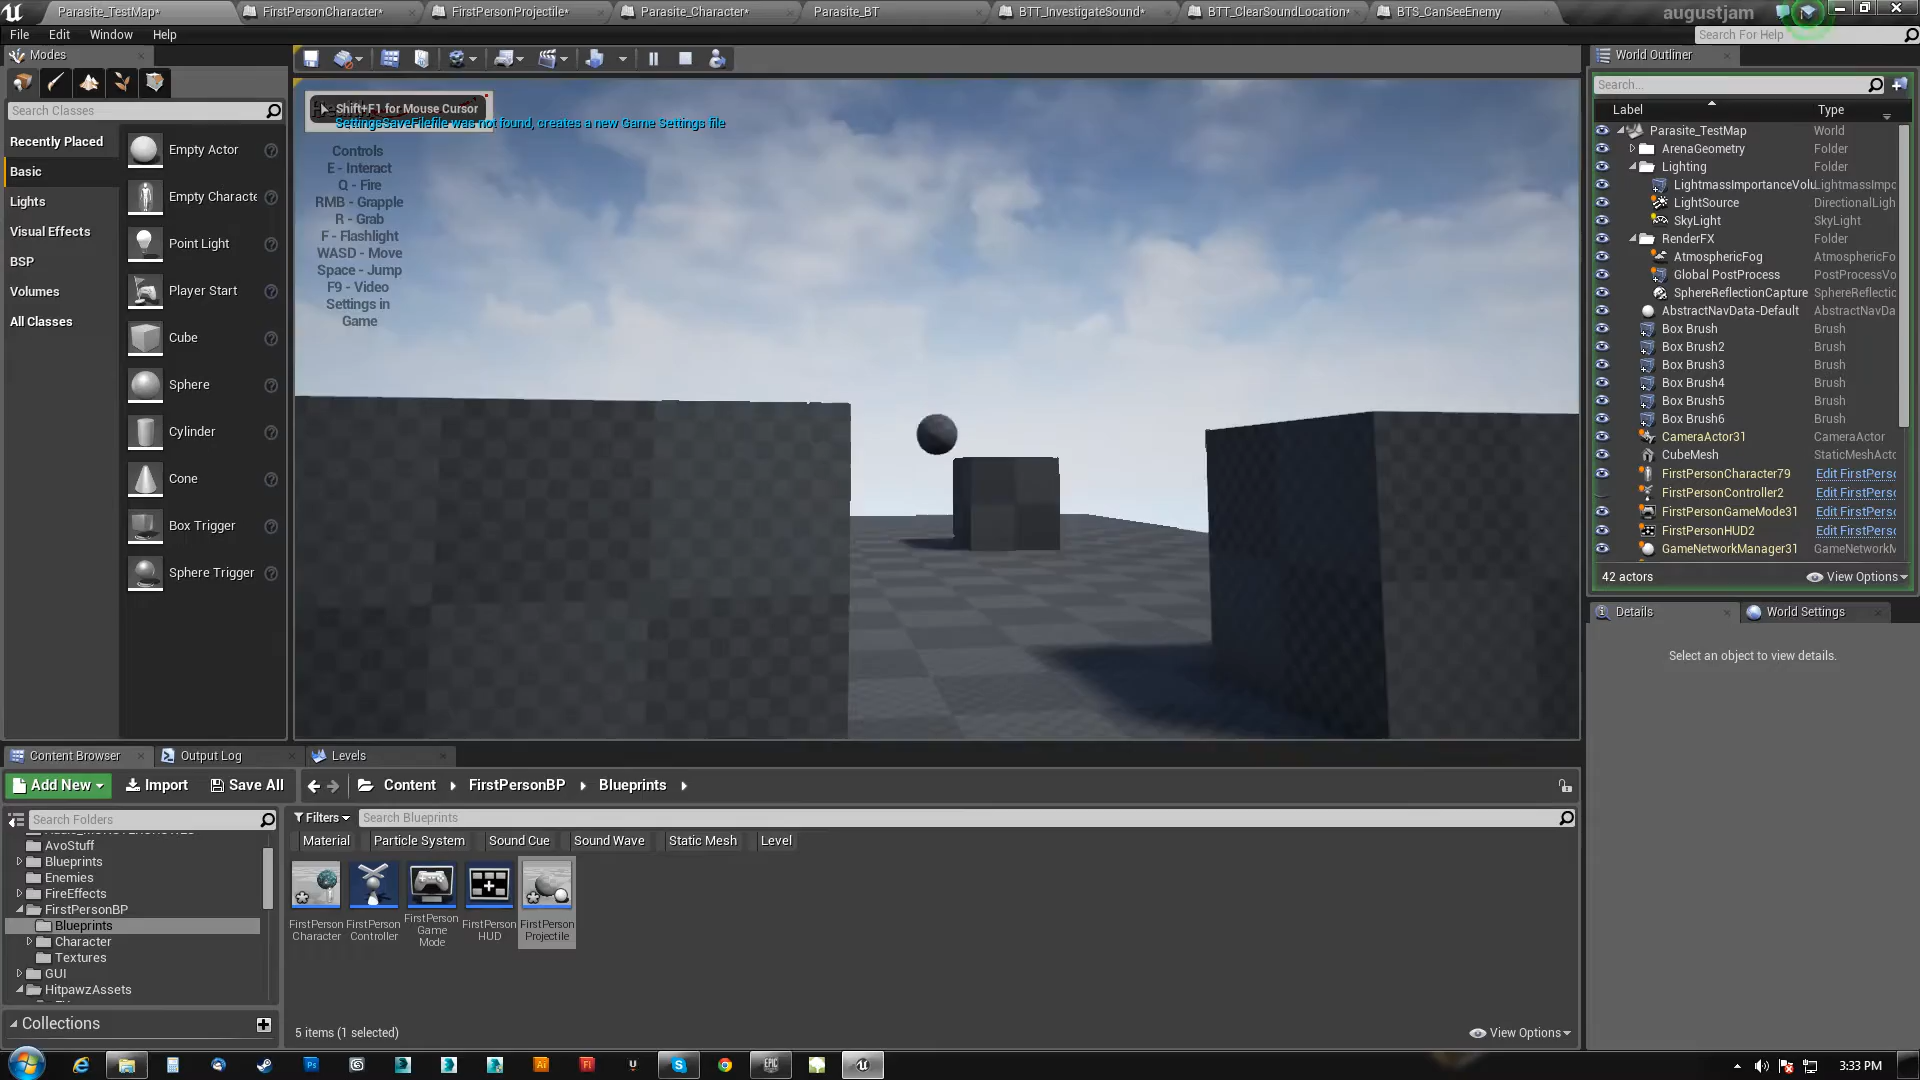 Parasite_TestMap*
FirstPersonCharacter*
FirstPersonProjectile*
Parasite_Character*
Parasite_BT
BTT_InvestigateSound*
BTT_ClearSoundLocation*
BTS_CanSeeEnemy
augustjam
File Edit Window Help
Search For Help
Modes
World Outliner
Search Classes
Search...
Label Type
Recently Placed
Basic
Lights
Visual Effects
BSP
Volumes
All Classes
Empty Actor
Empty Characte
Point Light
Player Start
Cube
Sphere
Cylinder
Cone
Box Trigger
Sphere Trigger
Shift+F1 for Mouse Cursor
SettingsSaveFilefile was not found, creates a new Game Settings file
Controls
E - Interact
Q - Fire
RMB - Grapple
R - Grab
F - Flashlight
WASD - Move
Space - Jump
F9 - Video
Settings in
Game
Parasite_TestMap World
ArenaGeometry Folder
Lighting Folder
LightmassImportanceVolu LightmassImpo
LightSource DirectionalLigh
SkyLight SkyLight
RenderFX Folder
AtmosphericFog AtmosphericFo
Global PostProcess PostProcessVo
SphereReflectionCapture SphereReflectic
AbstractNavData-Default AbstractNavDa
Box Brush Brush
Box Brush2 Brush
Box Brush3 Brush
Box Brush4 Brush
Box Brush5 Brush
Box Brush6 Brush
CameraActor31 CameraActor
CubeMesh StaticMeshActo
FirstPersonCharacter79 Edit FirstPerso
FirstPersonController2 Edit FirstPerso
FirstPersonGameMode31 Edit FirstPerso
FirstPersonHUD2 Edit FirstPerso
GameNetworkManager31 GameNetworkM
42 actors View Options
Details World Settings
Select an object to view details.
Content Browser Output Log Levels
Add New Import Save All Content FirstPersonBP Blueprints
Search Folders
Filters Search Blueprints
Material Particle System Sound Cue Sound Wave Static Mesh Level
AvoStuff
Blueprints
Enemies
FireEffects
FirstPersonBP
Blueprints
Character
Textures
GUI
HitpawzAssets
Collections
FirstPerson Character
FirstPerson Controller
FirstPerson Game Mode
FirstPerson HUD
FirstPerson Projectile
5 items (1 selected)
View Options
3:33 PM